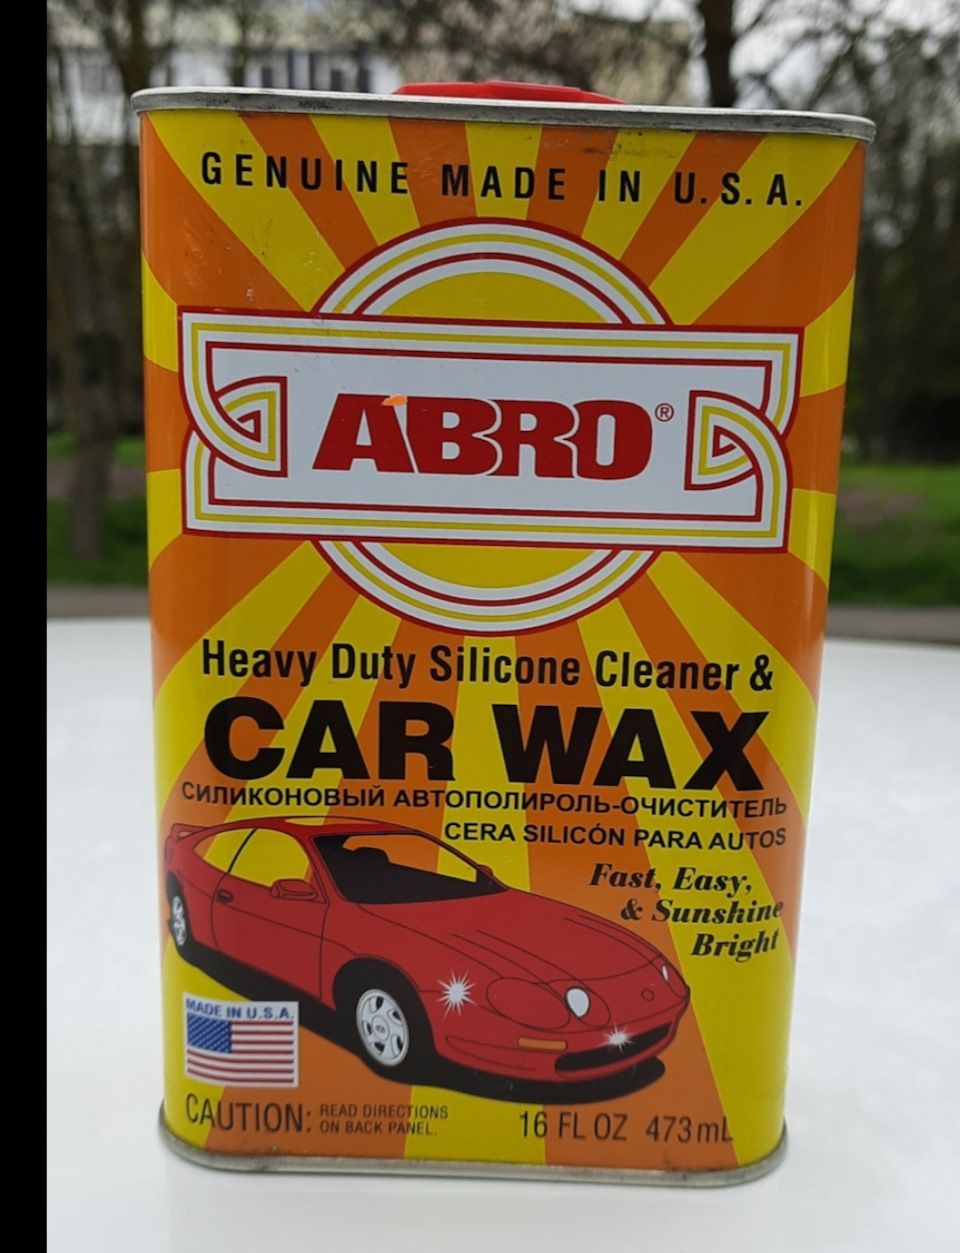 GENUINE MADE IN U.S.A.
ABRO®
Heavy Duty Silicone Cleaner &
CAR WAX
СИЛИКОНОВЫЙ АВТОПОЛИРОЛЬ-ОЧИСТИТЕЛЬ
CERA SILICÓN PARA AUTOS
Fast, Easy,
& Sunshine
Bright
MADE IN U.S.A.
CAUTION: READ DIRECTIONS
ON BACK PANEL.
16 FL OZ 473mL